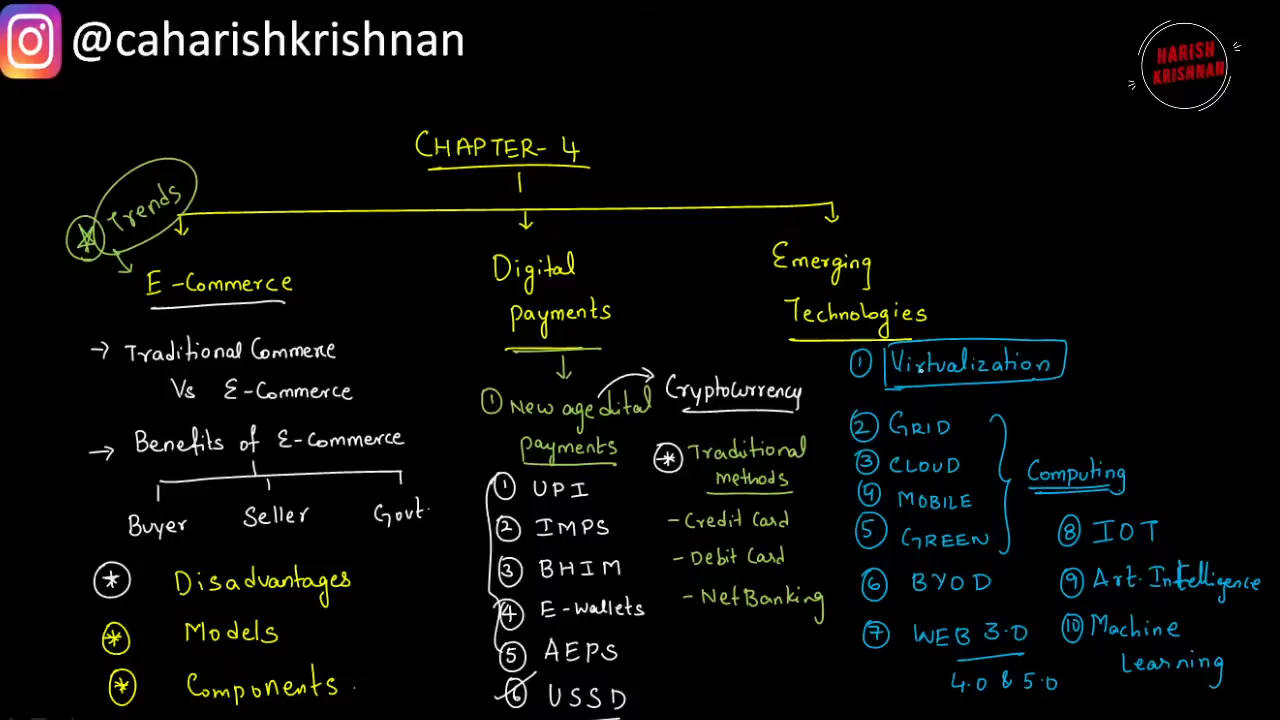 @caharishkrishnan
HARISH
KRISHNAN
CHAPTER- 4
Trends
E-Commerce
→ Traditional Commerce
Vs E-Commerce
→ Benefits of E-commerce
Buyer Seller Govt.
* Disadvantages
* Models
* Components
Digital
payments
① New age dital
payments
① UPI
② IMPS
③ BHIM
④ E-wallets
⑤ AEPS
⑥ USSD
Cryptocurrency
* Traditional
methods
- Credit Card
- Debit Card
- NetBanking
Emerging
Technologies
① Virtualization
② GRID
③ CLOUD
④ MOBILE
⑤ GREEN
Computing
⑥ BYOD
⑦ WEB 3.0
4.0 & 5.0
⑧ IOT
⑨ Art. Intelligence
⑩ Machine
Learning